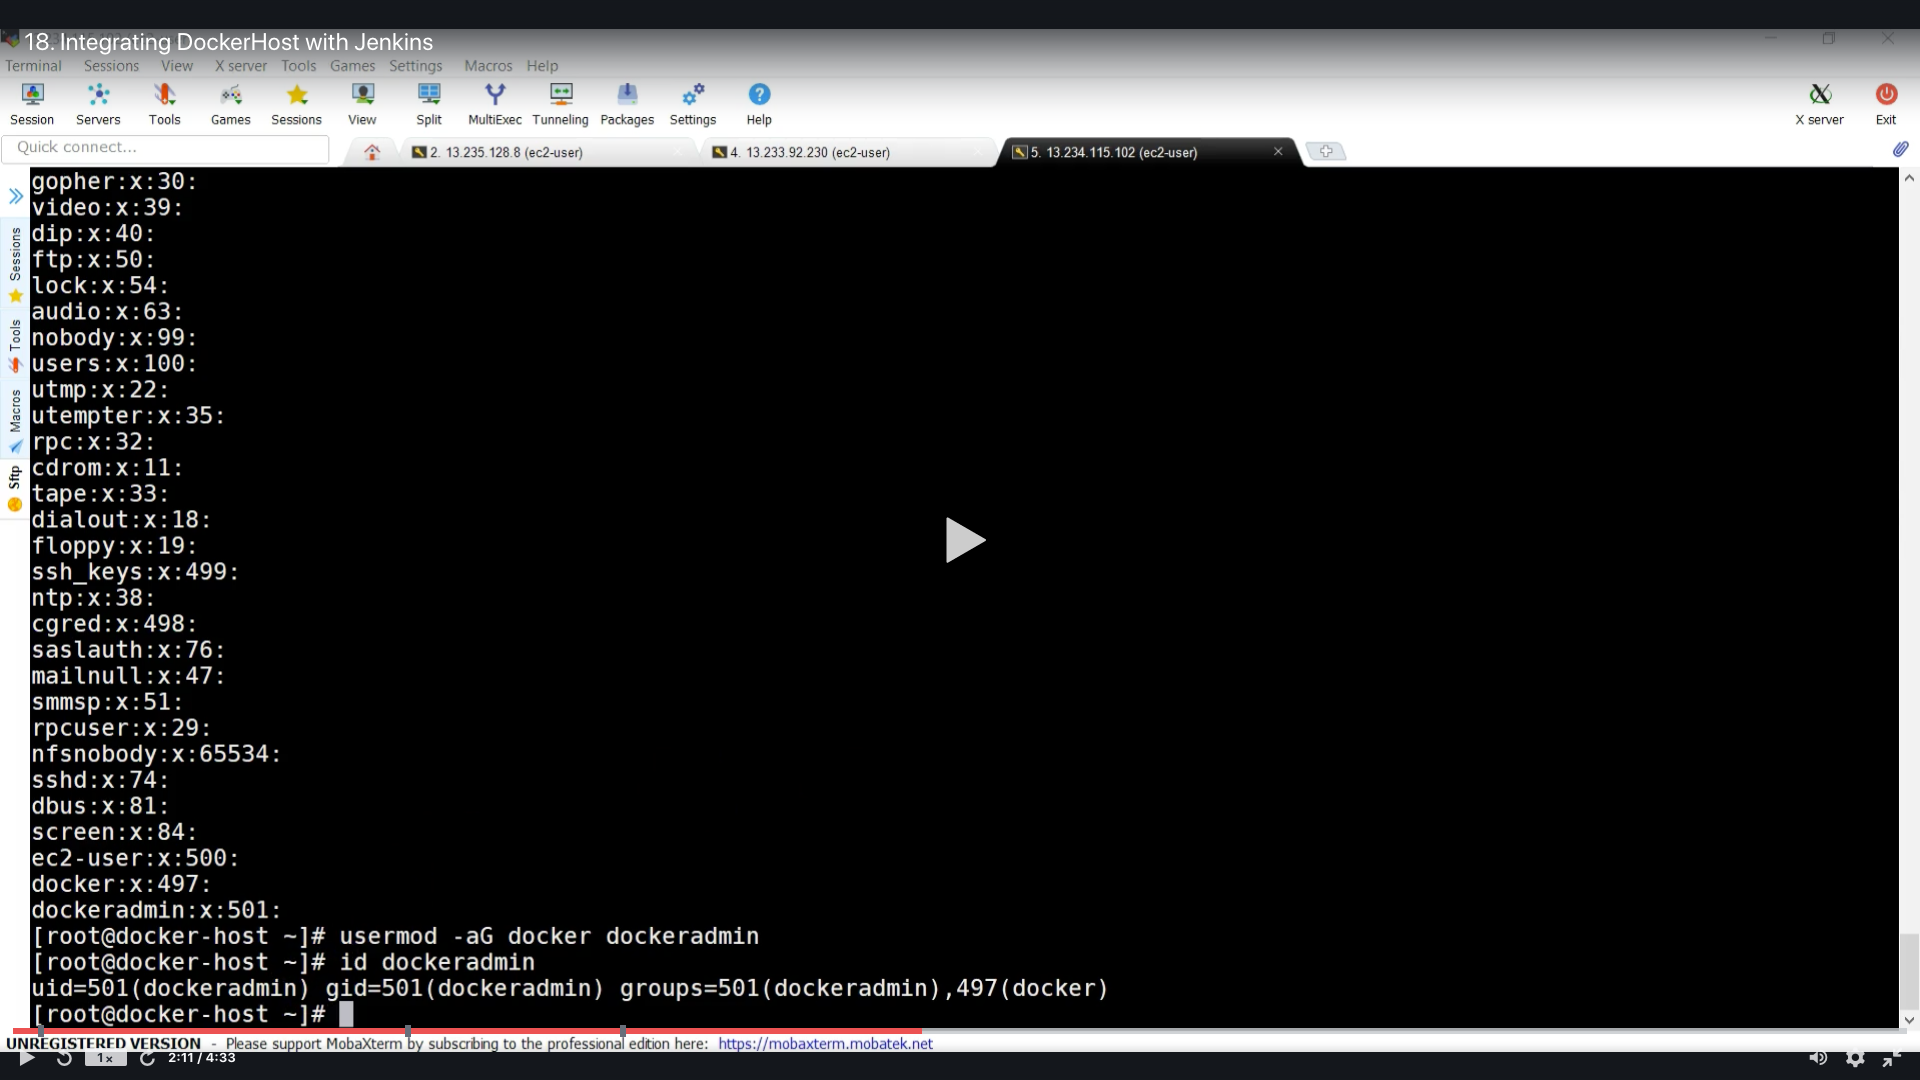 18. Integrating DockerHost with Jenkins
Terminal Sessions View X server Tools Games Settings Macros Help
Session Servers Tools Games Sessions View Split MultiExec Tunneling Packages Settings Help X server Exit
Quick connect...
2. 13.235.128.8 (ec2-user)
4. 13.233.92.230 (ec2-user)
5. 13.234.115.102 (ec2-user)
Sessions
Tools
Macros
Sftp
gopher:x:30:
video:x:39:
dip:x:40:
ftp:x:50:
lock:x:54:
audio:x:63:
nobody:x:99:
users:x:100:
utmp:x:22:
utempter:x:35:
rpc:x:32:
cdrom:x:11:
tape:x:33:
dialout:x:18:
floppy:x:19:
ssh_keys:x:499:
ntp:x:38:
cgred:x:498:
saslauth:x:76:
mailnull:x:47:
smmsp:x:51:
rpcuser:x:29:
nfsnobody:x:65534:
sshd:x:74:
dbus:x:81:
screen:x:84:
ec2-user:x:500:
docker:x:497:
dockeradmin:x:501:
[root@docker-host ~]# usermod -aG docker dockeradmin
[root@docker-host ~]# id dockeradmin
uid=501(dockeradmin) gid=501(dockeradmin) groups=501(dockeradmin),497(docker)
[root@docker-host ~]#
UNREGISTERED VERSION - Please support MobaXterm by subscribing to the professional edition here: https://mobaxterm.mobatek.net
1x 2:11 / 4:33